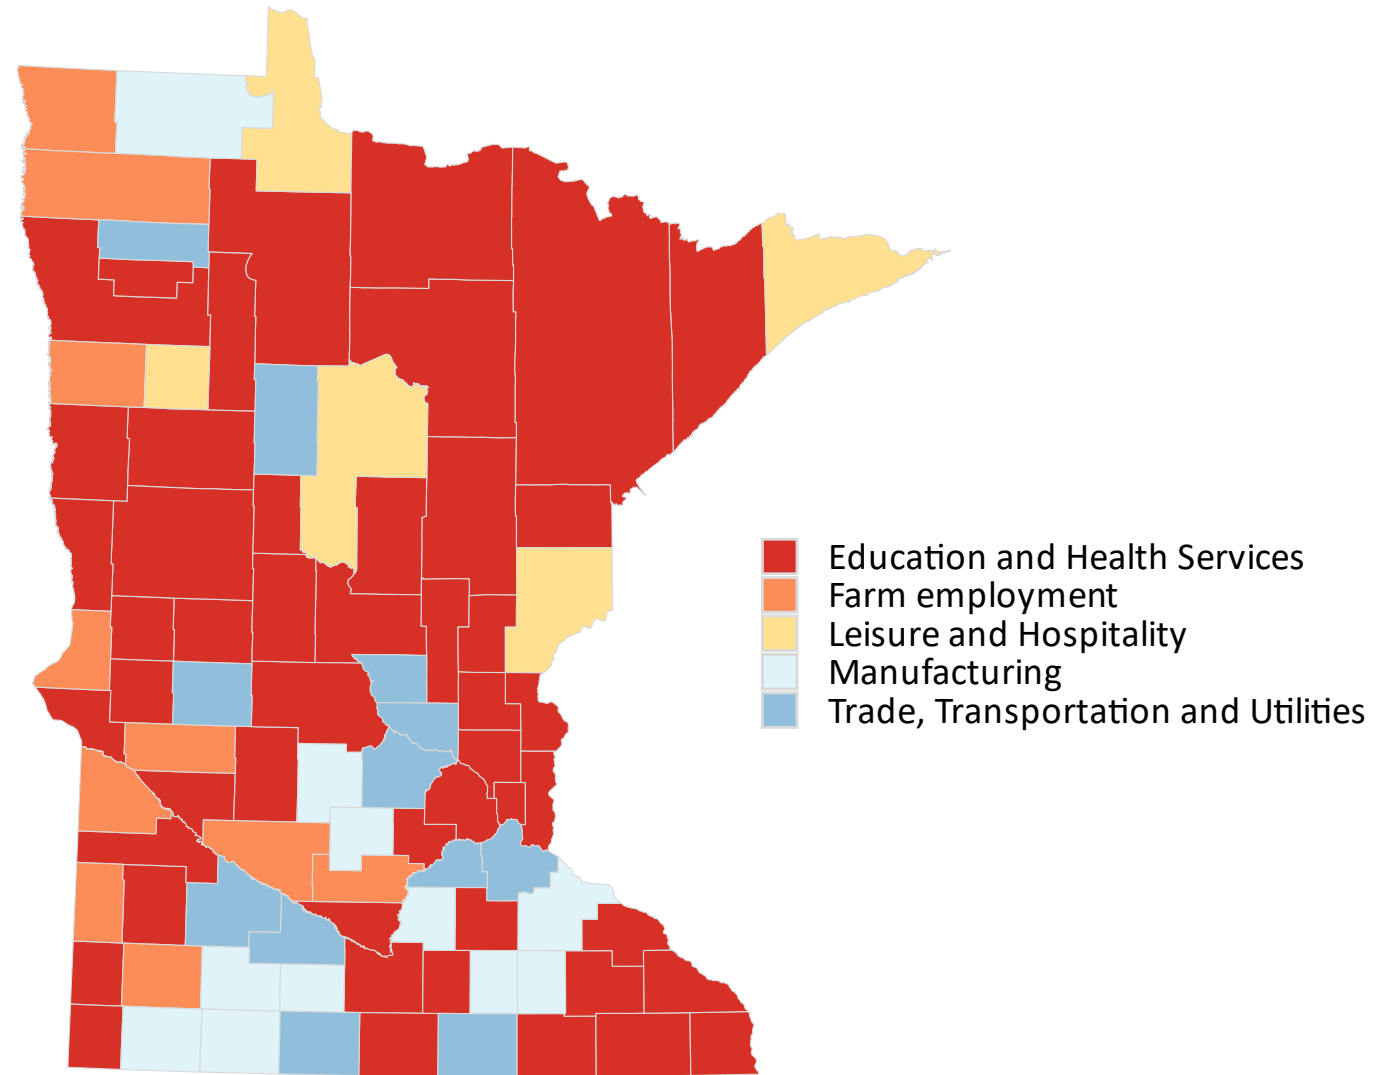 Education and Health Services
Farm employment
Leisure and Hospitality
Manufacturing
Trade, Transportation and Utilities